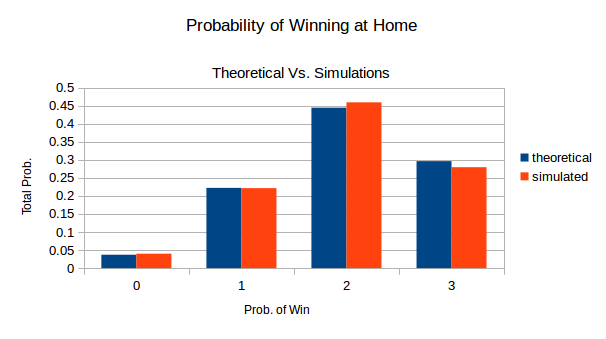 Probability of Winning at Home
Theoretical Vs. Simulations
0.5
0.45
0.4
0.35
0.3
0.25
0.2
0.15
0.1
0.05
0
Total Prob.
0 1 2 3
Prob. of Win
theoretical
simulated